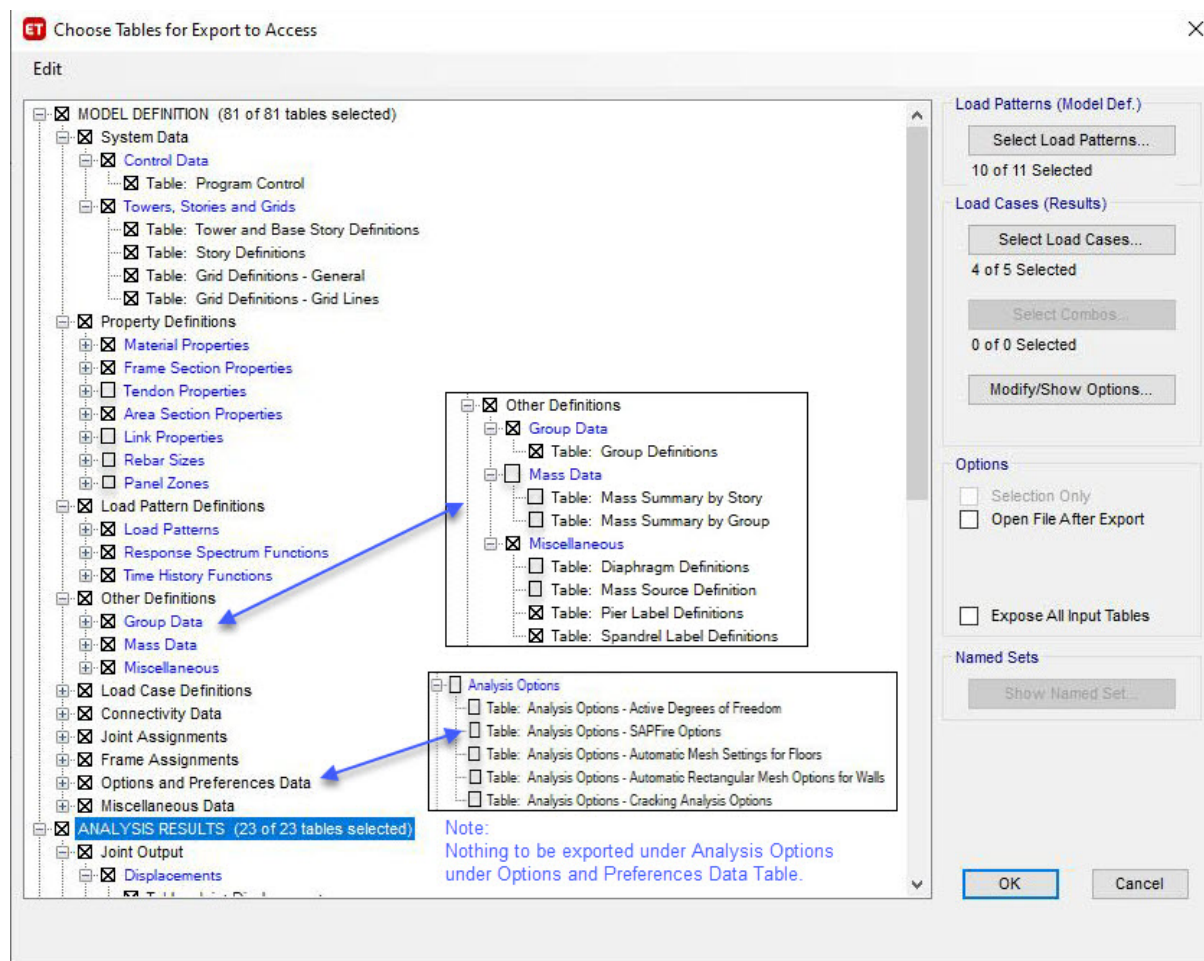 ET Choose Tables for Export to Access
Edit
MODEL DEFINITION (81 of 81 tables selected)
System Data
Control Data
Table: Program Control
Towers, Stories and Grids
Table: Tower and Base Story Definitions
Table: Story Definitions
Table: Grid Definitions - General
Table: Grid Definitions - Grid Lines
Property Definitions
Material Properties
Frame Section Properties
Tendon Properties
Area Section Properties
Link Properties
Rebar Sizes
Panel Zones
Load Pattern Definitions
Load Patterns
Response Spectrum Functions
Time History Functions
Other Definitions
Group Data
Mass Data
Miscellaneous
Load Case Definitions
Connectivity Data
Joint Assignments
Frame Assignments
Options and Preferences Data
Miscellaneous Data
ANALYSIS RESULTS (23 of 23 tables selected)
Joint Output
Displacements
Other Definitions
Group Data
Table: Group Definitions
Mass Data
Table: Mass Summary by Story
Table: Mass Summary by Group
Miscellaneous
Table: Diaphragm Definitions
Table: Mass Source Definition
Table: Pier Label Definitions
Table: Spandrel Label Definitions
Analysis Options
Table: Analysis Options - Active Degrees of Freedom
Table: Analysis Options - SAPFire Options
Table: Analysis Options - Automatic Mesh Settings for Floors
Table: Analysis Options - Automatic Rectangular Mesh Options for Walls
Table: Analysis Options - Cracking Analysis Options
Note:
Nothing to be exported under Analysis Options
under Options and Preferences Data Table.
Load Patterns (Model Def.)
Select Load Patterns...
10 of 11 Selected
Load Cases (Results)
Select Load Cases...
4 of 5 Selected
Select Combos...
0 of 0 Selected
Modify/Show Options...
Options
Selection Only
Open File After Export
Expose All Input Tables
Named Sets
Show Named Set...
OK
Cancel